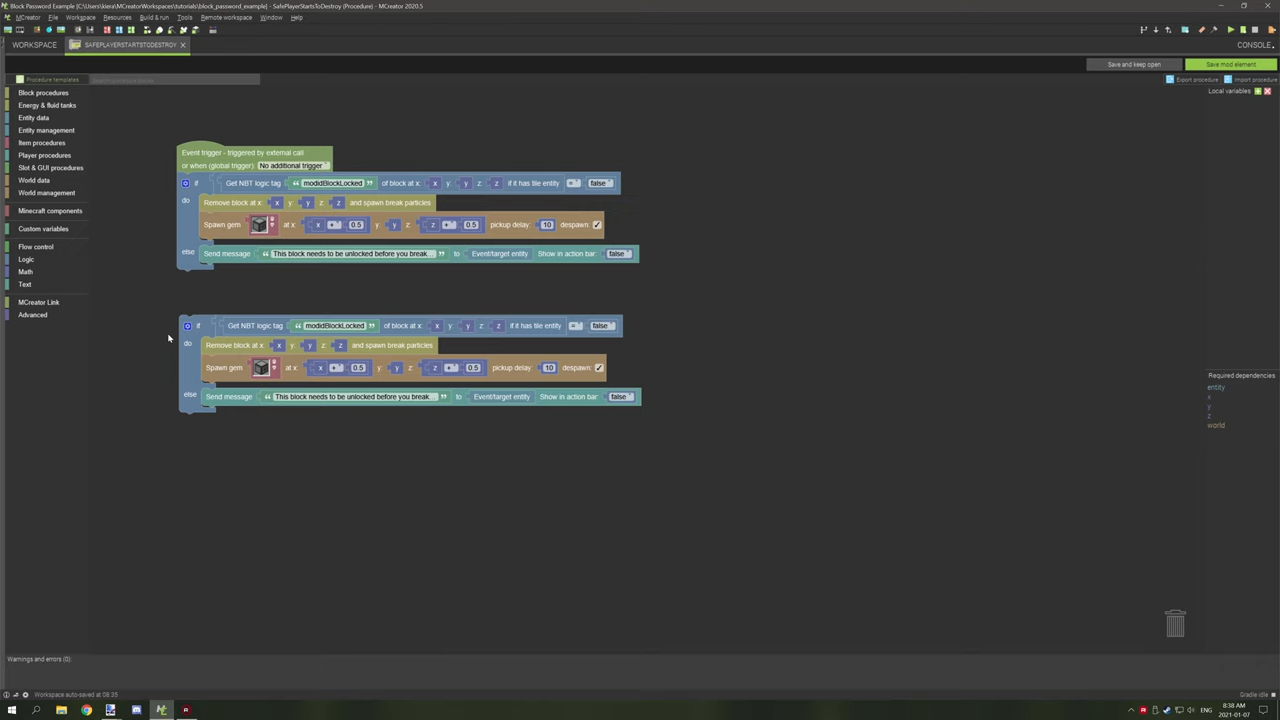 Block Password Example [C:\Users\kiera\MCreatorWorkspaces\tutorials\block_password_example] - SafePlayerStartsToDestroy (Procedure) - MCreator 2020.5
MCreator File Workspace Resources Build & run Tools Remote workspace Window Help
WORKSPACE SAFEPLAYERSTARTSTODESTROY CONSOLE
Save and keep open Save mod element
Procedure templates Export procedure Import procedure
Block procedures Local variables
Energy & fluid tanks
Entity data
Entity management
Item procedures
Player procedures
Slot & GUI procedures
World data
World management
Minecraft components
Custom variables
Flow control
Logic
Math
Text
MCreator Link
Advanced
Event trigger - triggered by external call
or when (global trigger) No additional trigger
if Get NBT logic tag “ modidBlockLocked ” of block at x: x y: y z: z if it has tile entity = false
do Remove block at x: x y: y z: z and spawn break particles
Spawn gem at x: x + 0.5 y: y z: z + 0.5 pickup delay: 10 despawn: ✓
else Send message “ This block needs to be unlocked before you break... ” to Event/target entity Show in action bar: false
if Get NBT logic tag “ modidBlockLocked ” of block at x: x y: y z: z if it has tile entity = false
do Remove block at x: x y: y z: z and spawn break particles
Spawn gem at x: x + 0.5 y: y z: z + 0.5 pickup delay: 10 despawn: ✓
else Send message “ This block needs to be unlocked before you break... ” to Event/target entity Show in action bar: false
Required dependencies
entity
x
y
z
world
Warnings and errors (0):
Workspace auto-saved at 08:35 Gradle idle
ENG 8:38 AM
2021-01-07